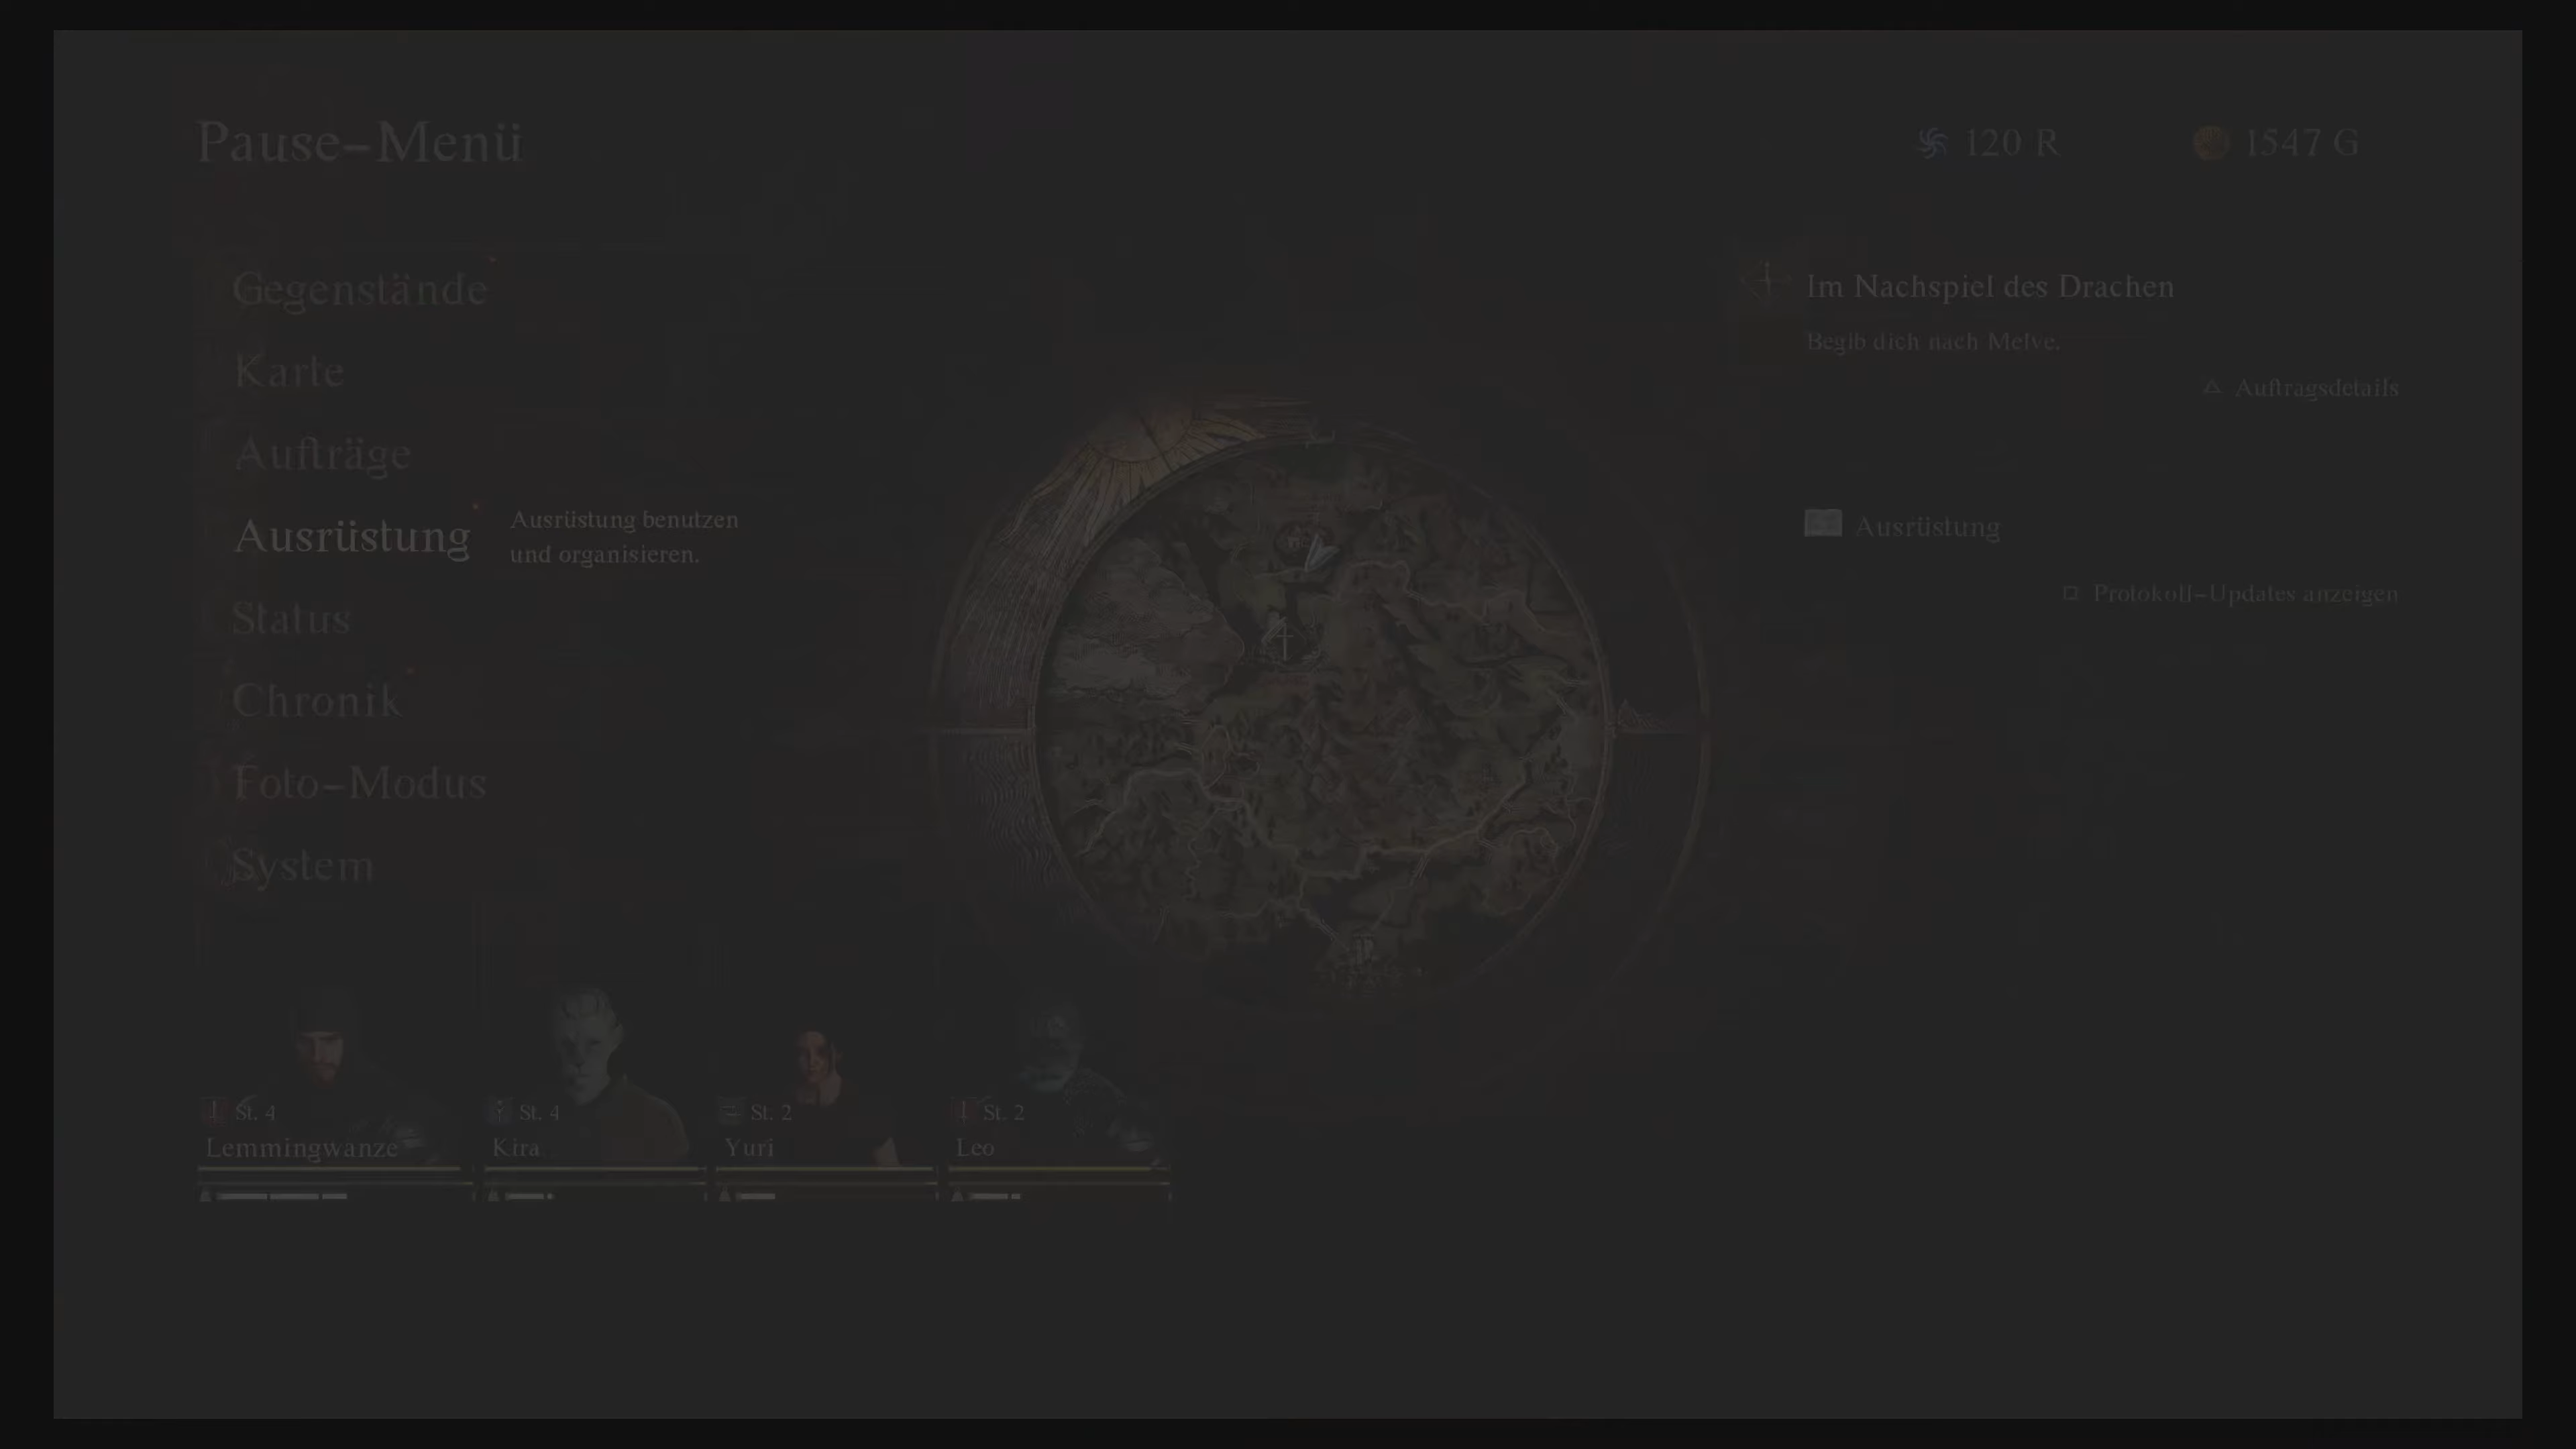 Pause-Menü
120 R
1547 G
Gegenstände
Karte
Aufträge
Ausrüstung
Ausrüstung benutzen
und organisieren.
Status
Chronik
Foto-Modus
System
Im Nachspiel des Drachen
Begib dich nach Melve.
Auftragsdetails
Ausrüstung
Protokoll-Updates anzeigen
St. 4
Lemmingwanze
St. 4
Kira
St. 2
Yuri
St. 2
Leo